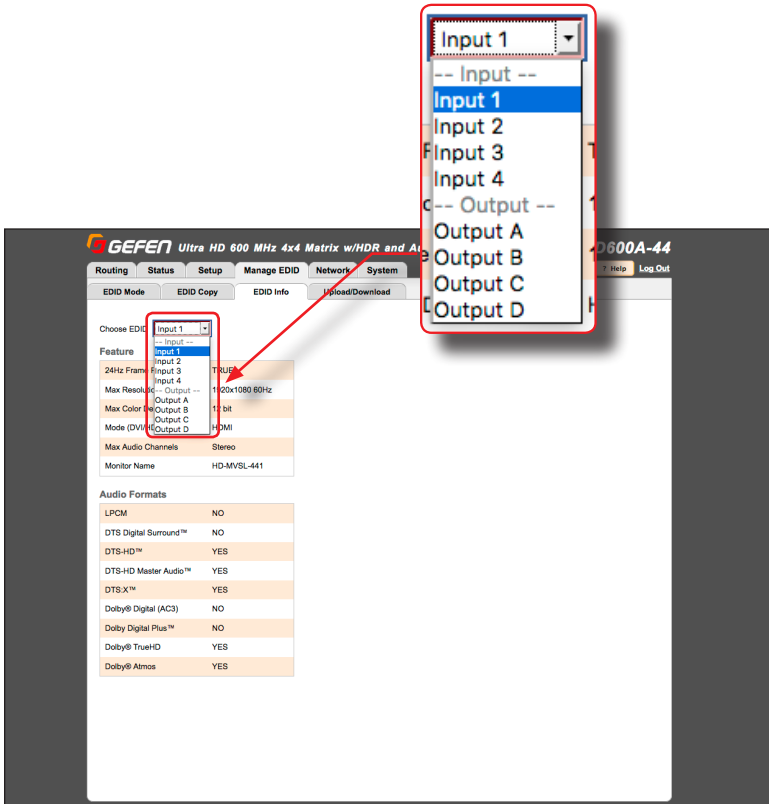 Input 1
-- Input --
Input 1
Input 2
Input 3
Input 4
-- Output --
Output A
Output B
Output C
Output D
GEFEN Ultra HD 600 MHz 4x4 Matrix w/HDR and
D600A-44
Routing Status Setup Manage EDID Network System
? Help Log Out
EDID Mode EDID Copy EDID Info Upload/Download
Choose EDID Input 1
-- Input --
Input 1
Input 2
Input 3
Input 4
-- Output --
Output A
Output B
Output C
Output D
Feature
24Hz Frame TRUE
Max 1920x1080 60Hz
Max Color 12 bit
Mode HDMI
Max Audio Channels Stereo
Monitor Name HD-MVSL-441
Audio Formats
LPCM NO
DTS Digital Surround™ NO
DTS-HD™ YES
DTS-HD Master Audio™ YES
DTS:X™ YES
Dolby® Digital (AC3) NO
Dolby Digital Plus™ NO
Dolby® TrueHD YES
Dolby® Atmos YES